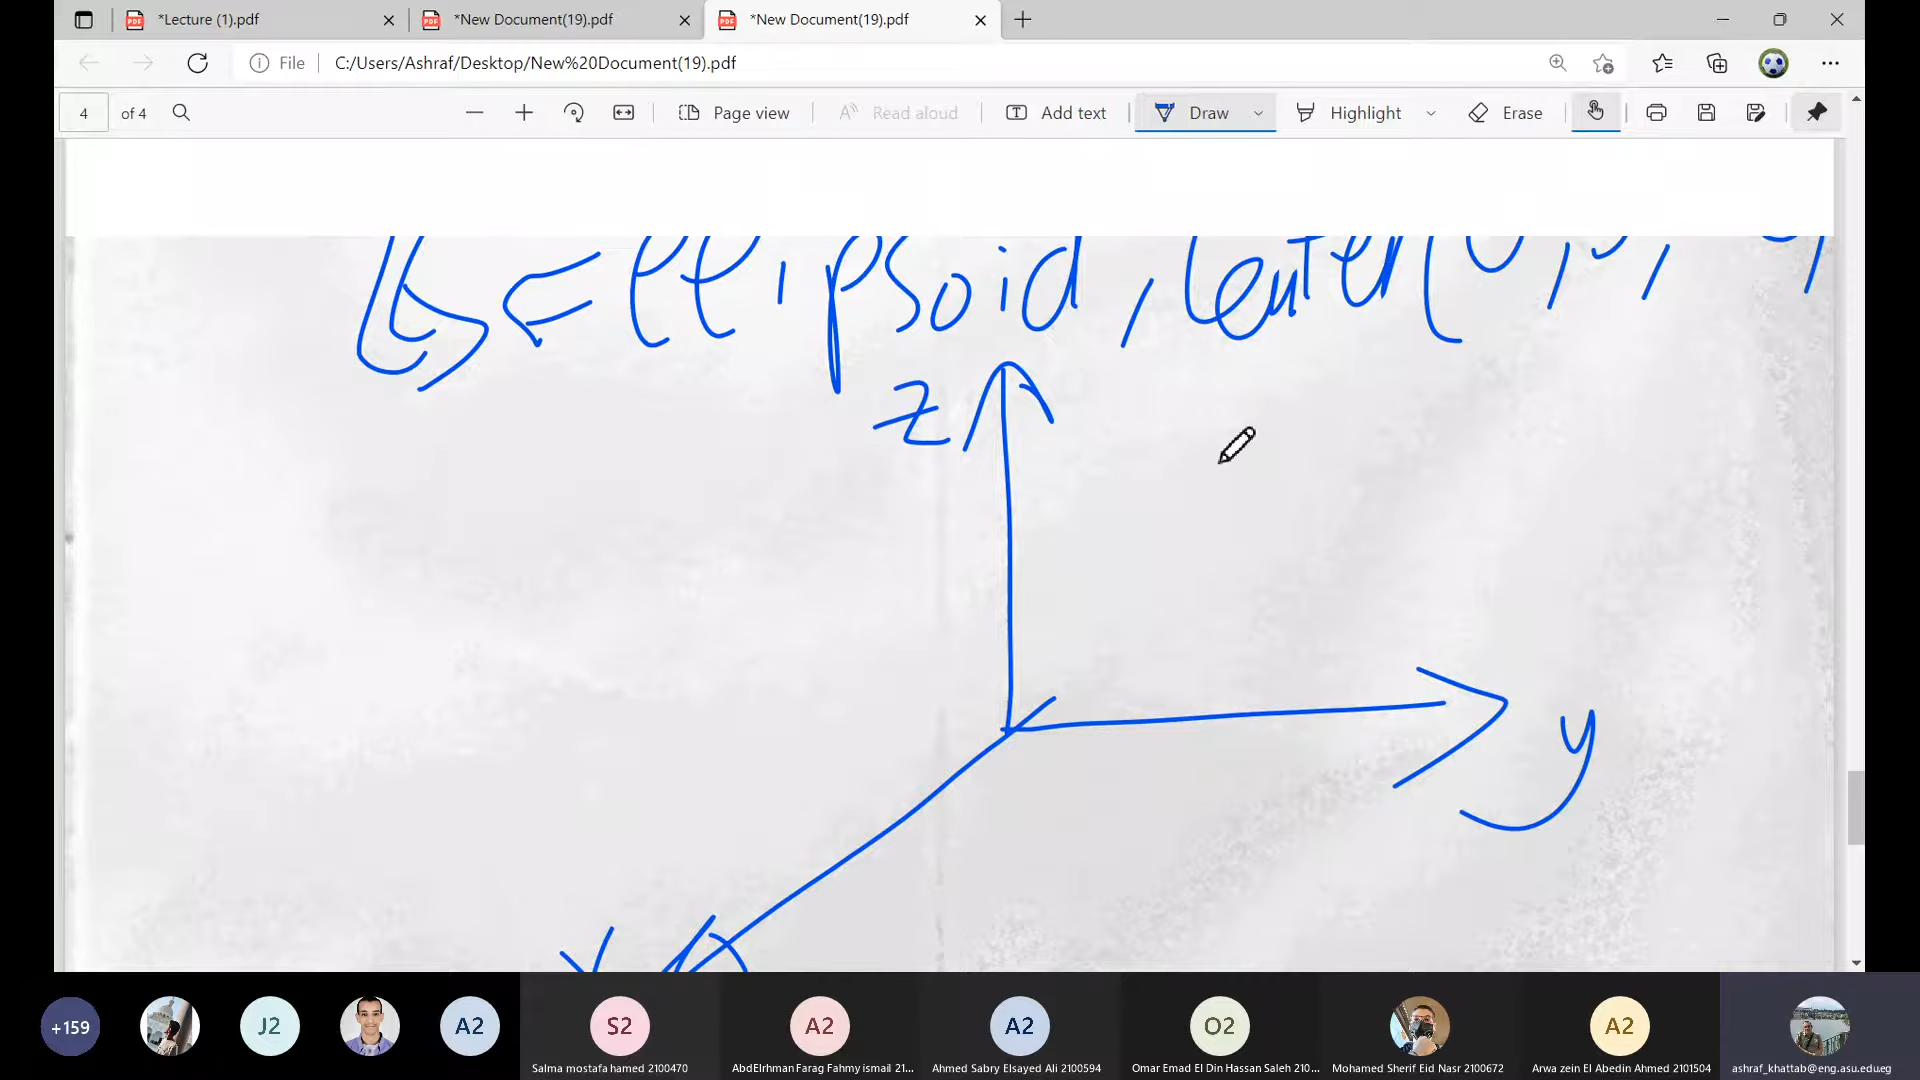 *Lecture (1).pdf
*New Document(19).pdf
*New Document(19).pdf
File
C:/Users/Ashraf/Desktop/New%20Document(19).pdf
4 of 4
Page view
Read aloud
Add text
Draw
Highlight
Erase
ellipsoid, Center(
z
y
x
+159
J2
A2
S2
A2
A2
O2
A2
Salma mostafa hamed 2100470
AbdElrhman Farag Fahmy ismail 21...
Ahmed Sabry Elsayed Ali 2100594
Omar Emad El Din Hassan Saleh 210...
Mohamed Sherif Eid Nasr 2100672
Arwa zein El Abedin Ahmed 2101504
ashraf_khattab@eng.asu.edu.eg